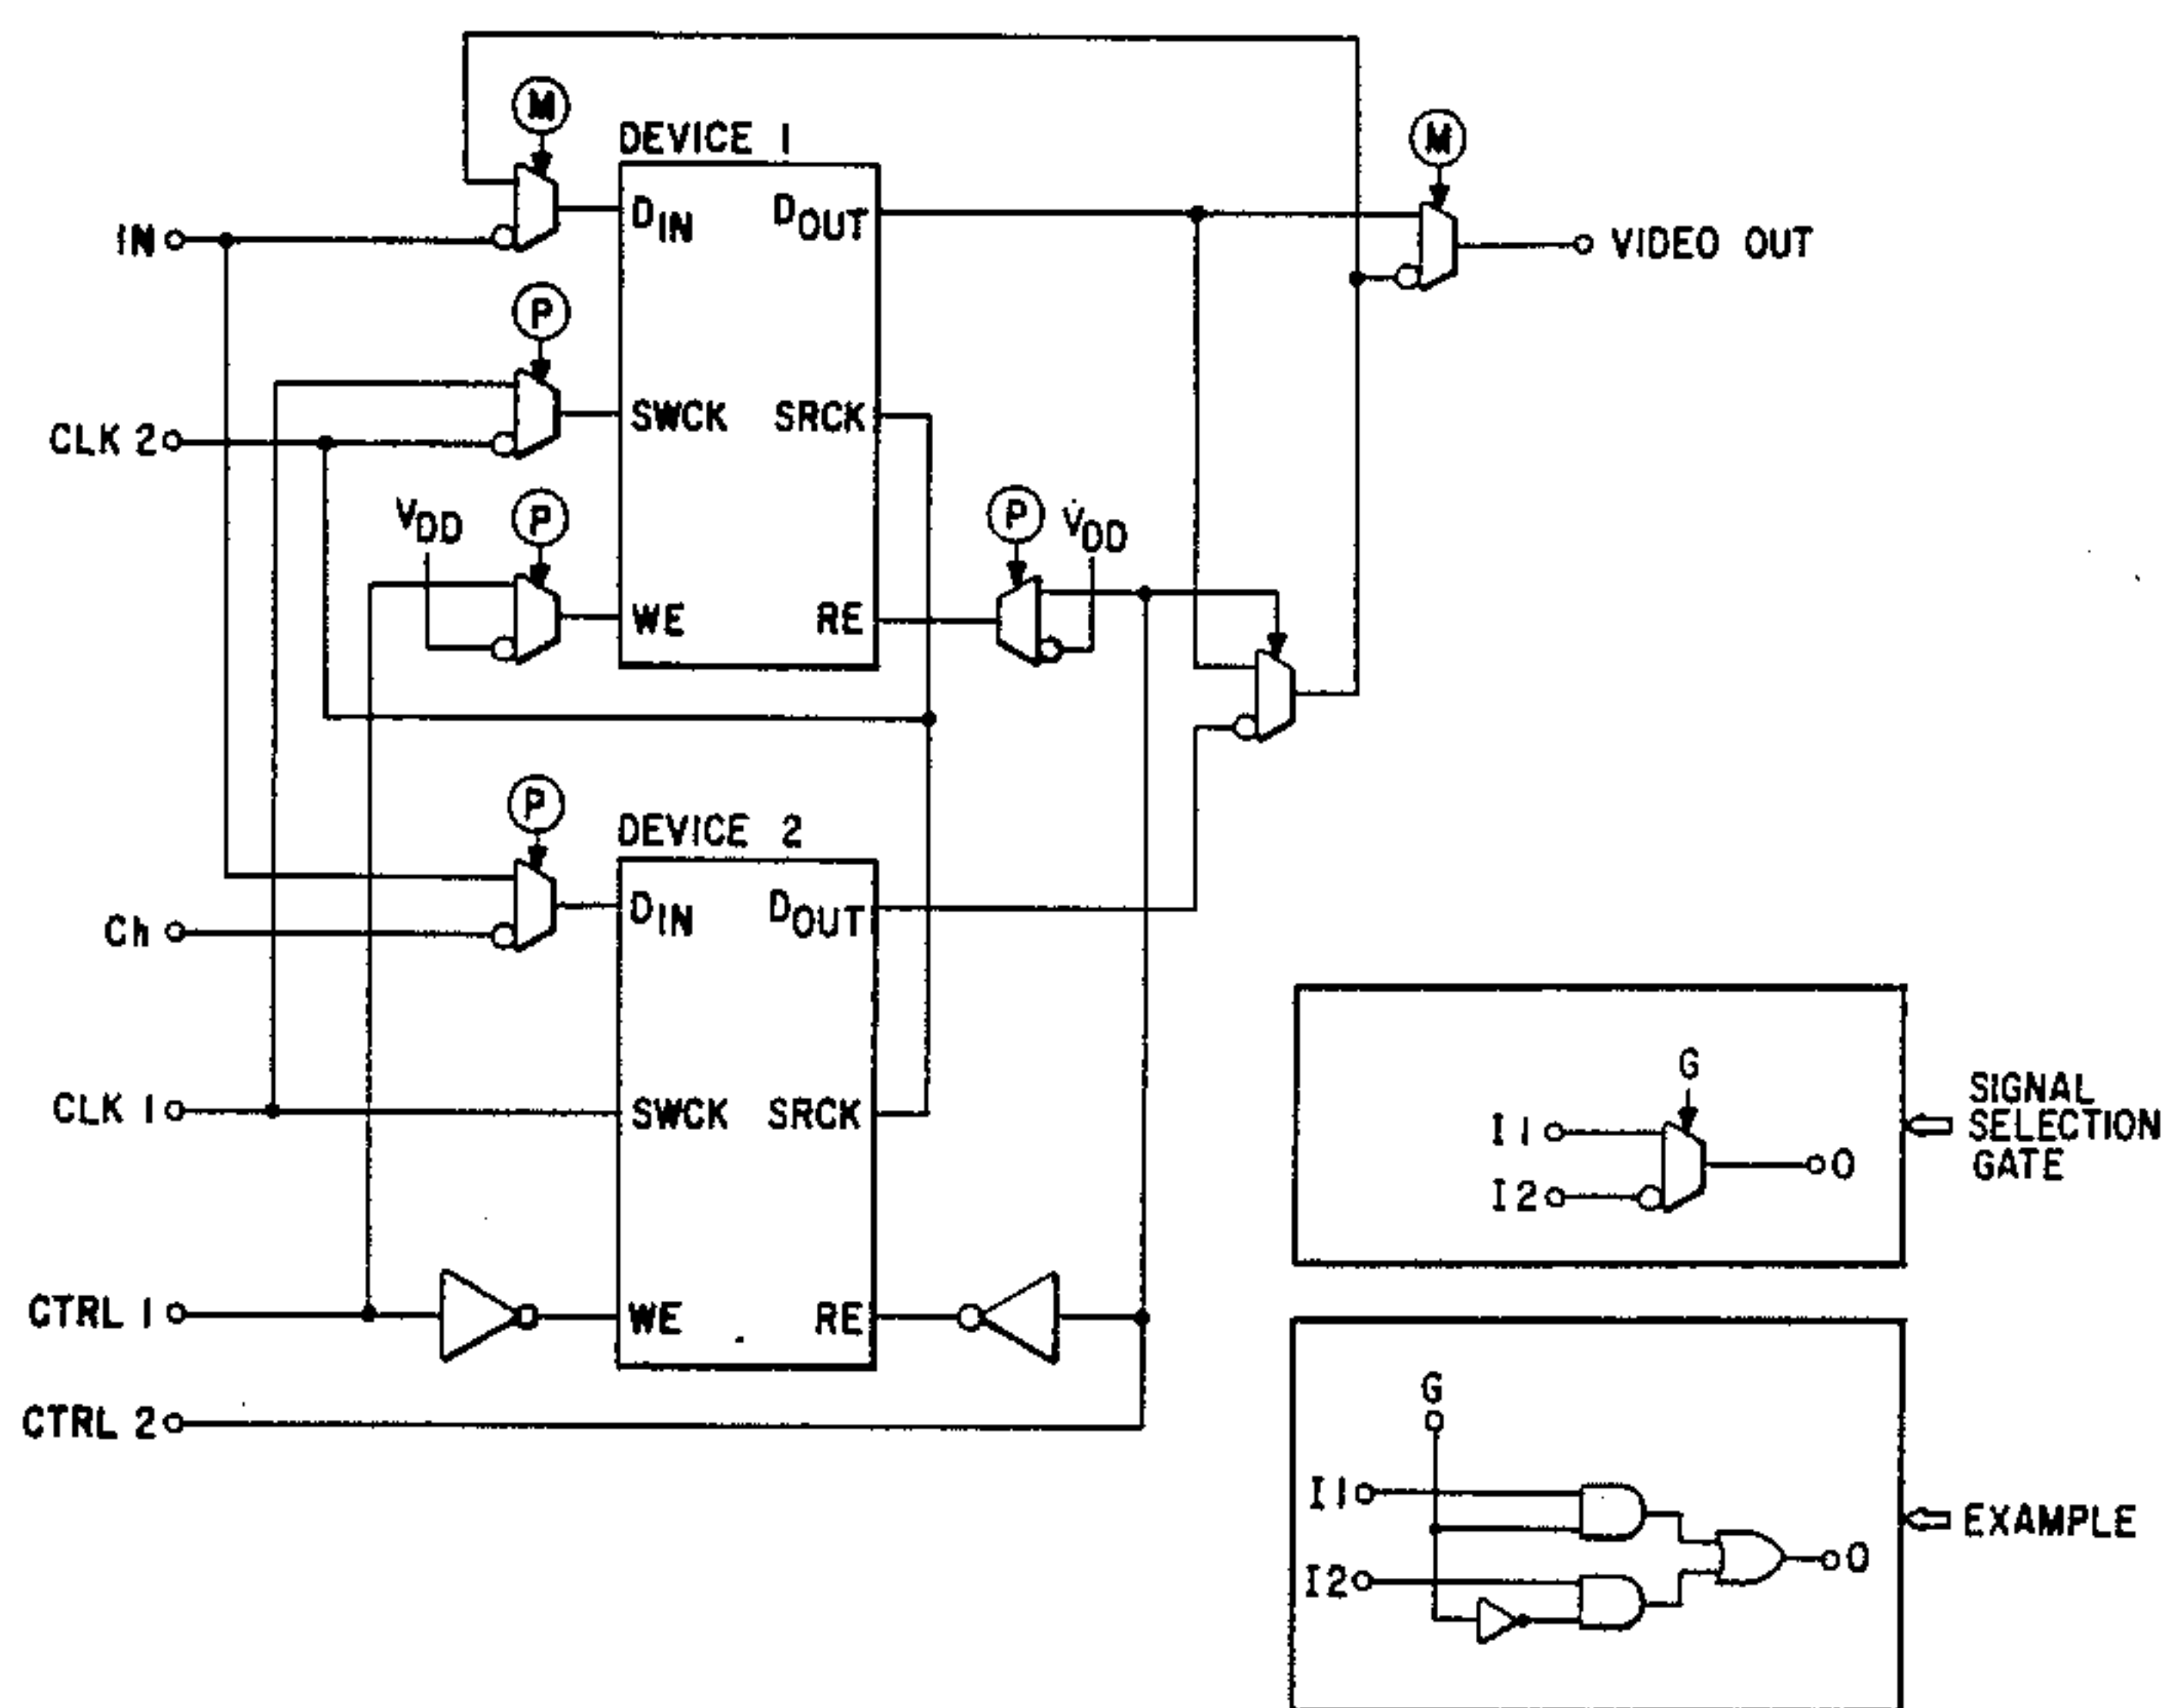 M
DEVICE 1
M
IN
DIN
DOUT
VIDEO OUT
P
CLK 2
SWCK
SRCK
VDD
P
P
VDD
WE
RE
P
DEVICE 2
Ch
DIN
DOUT
CLK 1
SWCK
SRCK
G
I1
I2
O
SIGNAL
SELECTION
GATE
CTRL 1
WE
RE
CTRL 2
G
I1
I2
O
EXAMPLE